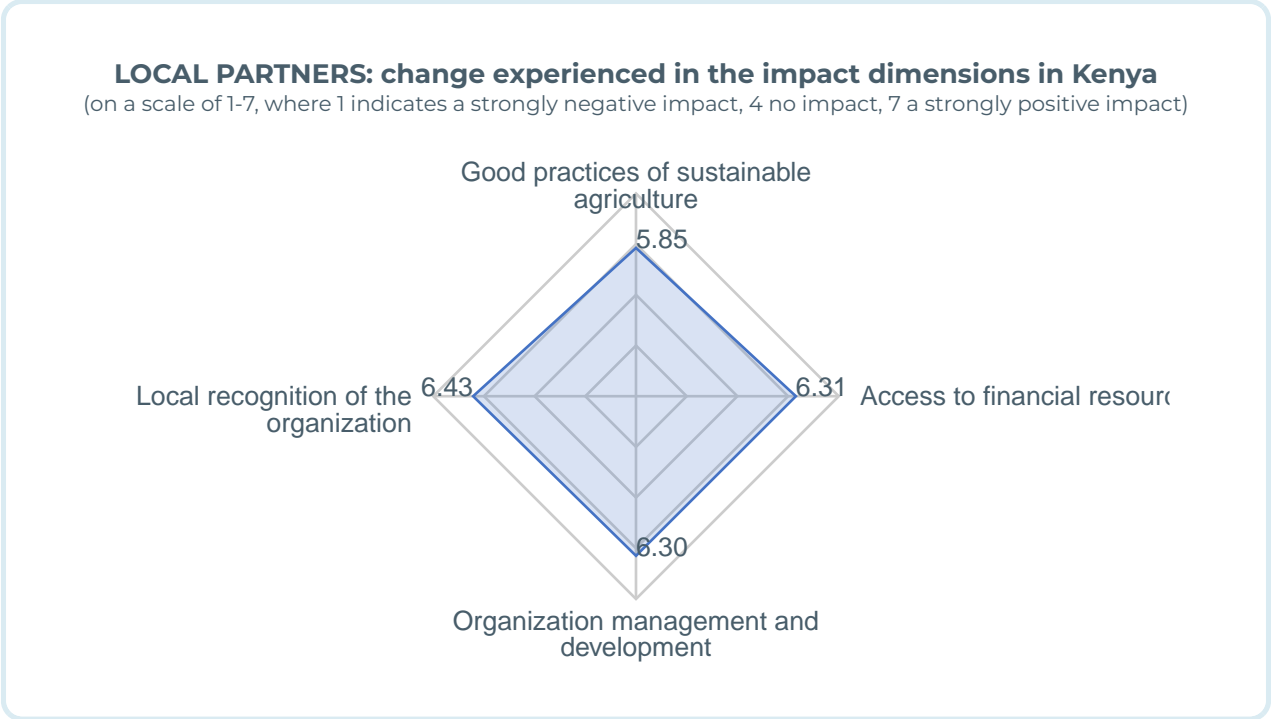 LOCAL PARTNERS: change experienced in the impact dimensions in Kenya
(on a scale of 1-7, where 1 indicates a strongly negative impact, 4 no impact, 7 a strongly positive impact)
Good practices of sustainable
agriculture
5.85
Local recognition of the
organization
6.43
6.31
Access to financial
6.30
Organization management and
development